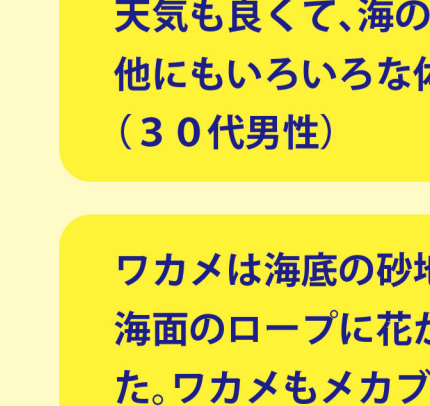 天気も良くて、海の
他にもいろいろな体
（３０代男性）
ワカメは海底の砂地
海面のロープに花が
た。ワカメもメカブ